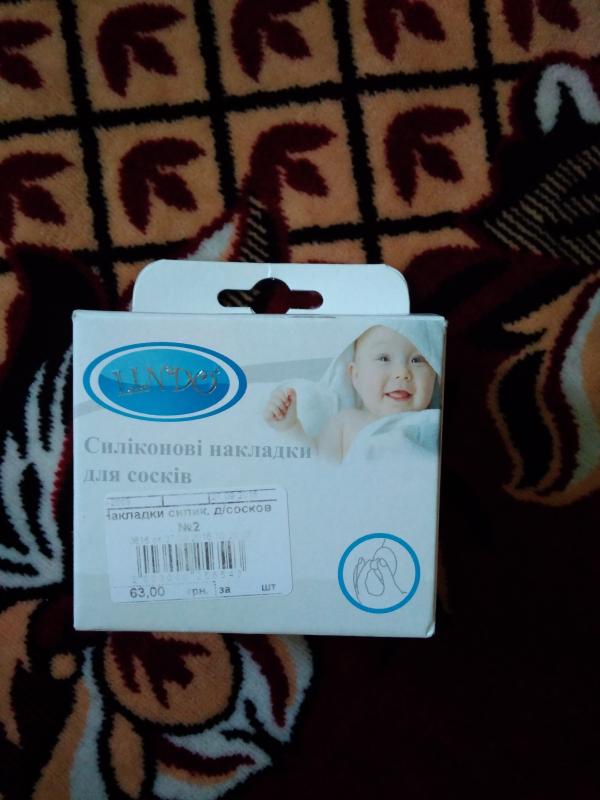 LINDO
Силіконові накладки
для сосків
накладки силик. д/сосков
№2
63,00 грн. за шт